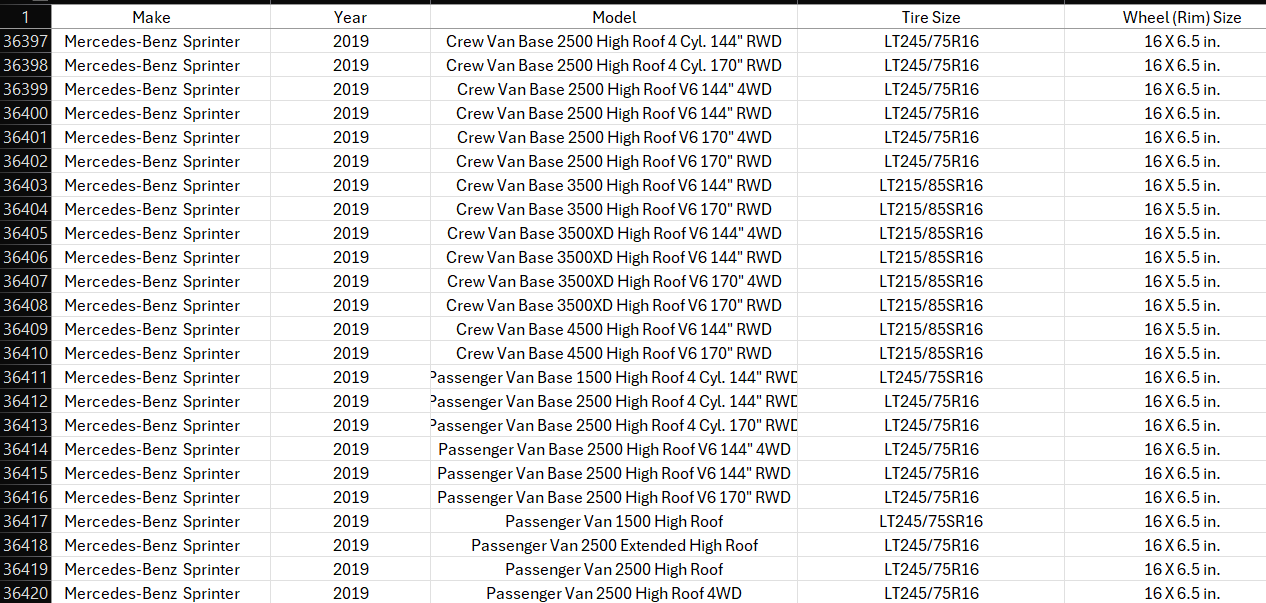 1 Make Year Model Tire Size Wheel (Rim) Size
36397 Mercedes-Benz Sprinter 2019 Crew Van Base 2500 High Roof 4 Cyl. 144" RWD LT245/75R16 16 X 6.5 in.
36398 Mercedes-Benz Sprinter 2019 Crew Van Base 2500 High Roof 4 Cyl. 170" RWD LT245/75R16 16 X 6.5 in.
36399 Mercedes-Benz Sprinter 2019 Crew Van Base 2500 High Roof V6 144" 4WD LT245/75R16 16 X 6.5 in.
36400 Mercedes-Benz Sprinter 2019 Crew Van Base 2500 High Roof V6 144" RWD LT245/75R16 16 X 6.5 in.
36401 Mercedes-Benz Sprinter 2019 Crew Van Base 2500 High Roof V6 170" 4WD LT245/75R16 16 X 6.5 in.
36402 Mercedes-Benz Sprinter 2019 Crew Van Base 2500 High Roof V6 170" RWD LT245/75R16 16 X 6.5 in.
36403 Mercedes-Benz Sprinter 2019 Crew Van Base 3500 High Roof V6 144" RWD LT215/85SR16 16 X 5.5 in.
36404 Mercedes-Benz Sprinter 2019 Crew Van Base 3500 High Roof V6 170" RWD LT215/85SR16 16 X 5.5 in.
36405 Mercedes-Benz Sprinter 2019 Crew Van Base 3500XD High Roof V6 144" 4WD LT215/85SR16 16 X 5.5 in.
36406 Mercedes-Benz Sprinter 2019 Crew Van Base 3500XD High Roof V6 144" RWD LT215/85SR16 16 X 5.5 in.
36407 Mercedes-Benz Sprinter 2019 Crew Van Base 3500XD High Roof V6 170" 4WD LT215/85SR16 16 X 5.5 in.
36408 Mercedes-Benz Sprinter 2019 Crew Van Base 3500XD High Roof V6 170" RWD LT215/85SR16 16 X 5.5 in.
36409 Mercedes-Benz Sprinter 2019 Crew Van Base 4500 High Roof V6 144" RWD LT215/85SR16 16 X 5.5 in.
36410 Mercedes-Benz Sprinter 2019 Crew Van Base 4500 High Roof V6 170" RWD LT215/85SR16 16 X 5.5 in.
36411 Mercedes-Benz Sprinter 2019 Passenger Van Base 1500 High Roof 4 Cyl. 144" RWD LT245/75SR16 16 X 6.5 in.
36412 Mercedes-Benz Sprinter 2019 Passenger Van Base 2500 High Roof 4 Cyl. 144" RWD LT245/75R16 16 X 6.5 in.
36413 Mercedes-Benz Sprinter 2019 Passenger Van Base 2500 High Roof 4 Cyl. 170" RWD LT245/75R16 16 X 6.5 in.
36414 Mercedes-Benz Sprinter 2019 Passenger Van Base 2500 High Roof V6 144" 4WD LT245/75R16 16 X 6.5 in.
36415 Mercedes-Benz Sprinter 2019 Passenger Van Base 2500 High Roof V6 144" RWD LT245/75R16 16 X 6.5 in.
36416 Mercedes-Benz Sprinter 2019 Passenger Van Base 2500 High Roof V6 170" RWD LT245/75R16 16 X 6.5 in.
36417 Mercedes-Benz Sprinter 2019 Passenger Van 1500 High Roof LT245/75SR16 16 X 6.5 in.
36418 Mercedes-Benz Sprinter 2019 Passenger Van 2500 Extended High Roof LT245/75R16 16 X 6.5 in.
36419 Mercedes-Benz Sprinter 2019 Passenger Van 2500 High Roof LT245/75R16 16 X 6.5 in.
36420 Mercedes-Benz Sprinter 2019 Passenger Van 2500 High Roof 4WD LT245/75R16 16 X 6.5 in.